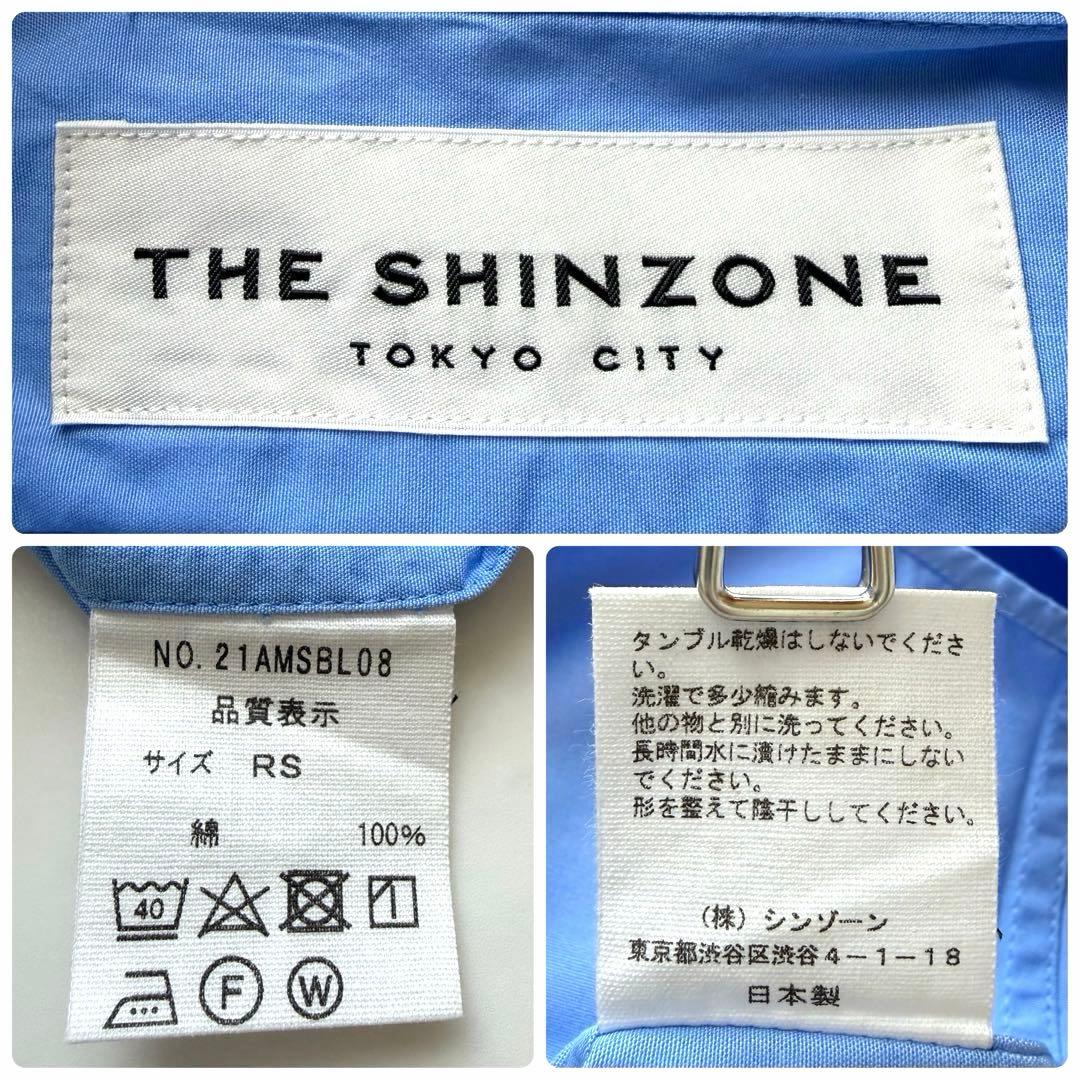 THE SHINZONE
TOKYO CITY
NO.21AMSBL08
品質表示
サイズ RS
綿 100%
40
F W
タンブル乾燥はしないでくださ
い。
洗濯で多少縮みます。
他の物と別に洗ってください。
長時間水に漬けたままにしない
でください。
形を整えて陰干ししてください。
(株)シンゾーン
東京都渋谷区渋谷4-1-18
日本製